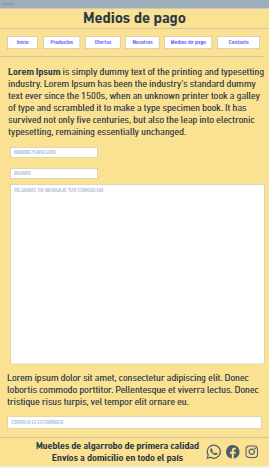 Medios de pago
Inicio Productos Ofertas Nosotros Medios de pago Contacto
Lorem Ipsum is simply dummy text of the printing and typesetting
industry. Lorem Ipsum has been the industry's standard dummy
text ever since the 1500s, when an unknown printer took a galley
of type and scrambled it to make a type specimen book. It has
survived not only five centuries, but also the leap into electronic
typesetting, remaining essentially unchanged.
NOMBRE Y APELLIDO
ASUNTO
DEJANOS TU MENSAJE Y/O CONSULTAS
Lorem ipsum dolor sit amet, consectetur adipiscing elit. Donec
lobortis commodo porttitor. Pellentesque et viverra lectus. Donec
tristique risus turpis, vel tempor elit ornare eu.
CORREO ELECTRÓNICO
Muebles de algarrobo de primera calidad
Envíos a domicilio en todo el país